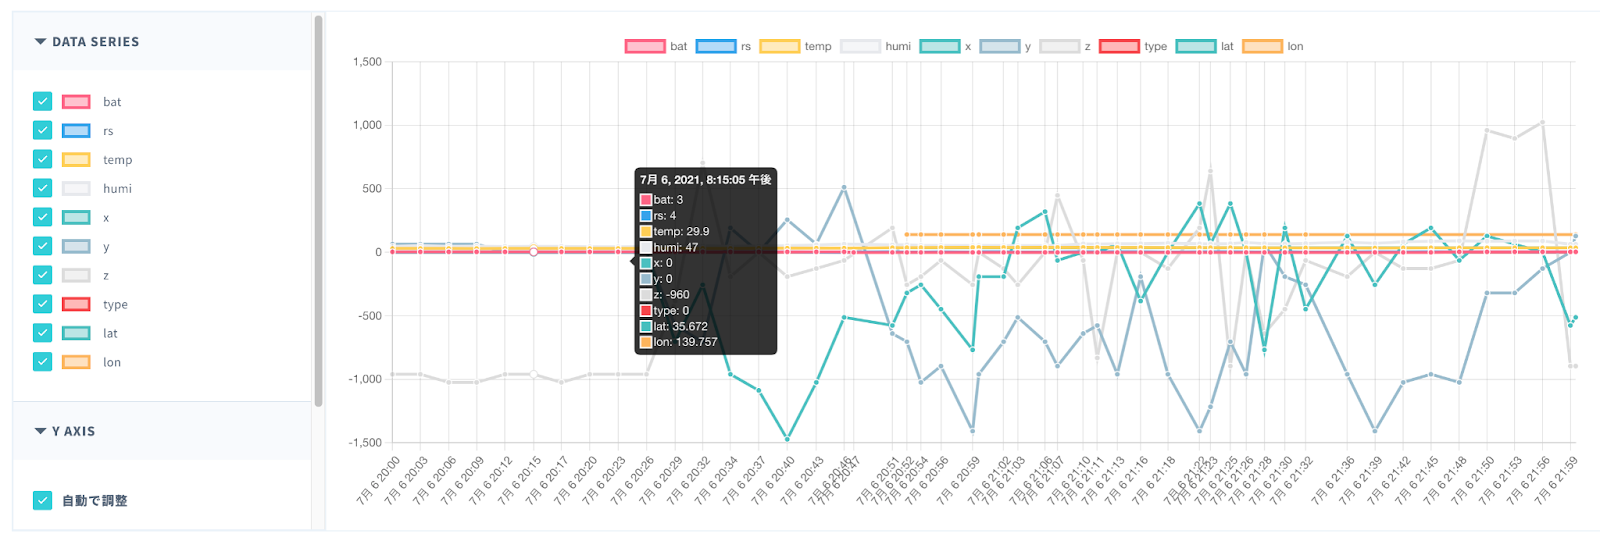 DATA SERIES
bat
rs
temp
humi
x
y
z
type
lat
lon
Y AXIS
自動で調整
bat rs temp humi x y z type lat lon
1,500
1,000
500
0
-500
-1,000
-1,500
7月 6, 2021, 8:15:05 午後
bat: 3
rs: 4
temp: 29.9
humi: 47
x: 0
y: 0
z: -960
type: 0
lat: 35.672
lon: 139.757
7月 6 20:00
7月 6 20:03
7月 6 20:06
7月 6 20:09
7月 6 20:12
7月 6 20:15
7月 6 20:17
7月 6 20:20
7月 6 20:23
7月 6 20:26
7月 6 20:29
7月 6 20:32
7月 6 20:34
7月 6 20:37
7月 6 20:40
7月 6 20:43
7月 6 20:46
7月 6 20:47
7月 6 20:51
7月 6 20:52
7月 6 20:54
7月 6 20:56
7月 6 20:59
7月 6 21:02
7月 6 21:03
7月 6 21:06
7月 6 21:07
7月 6 21:10
7月 6 21:11
7月 6 21:13
7月 6 21:16
7月 6 21:18
7月 6 21:23
7月 6 21:25
7月 6 21:26
7月 6 21:28
7月 6 21:30
7月 6 21:32
7月 6 21:36
7月 6 21:39
7月 6 21:42
7月 6 21:45
7月 6 21:48
7月 6 21:50
7月 6 21:53
7月 6 21:56
7月 6 21:59